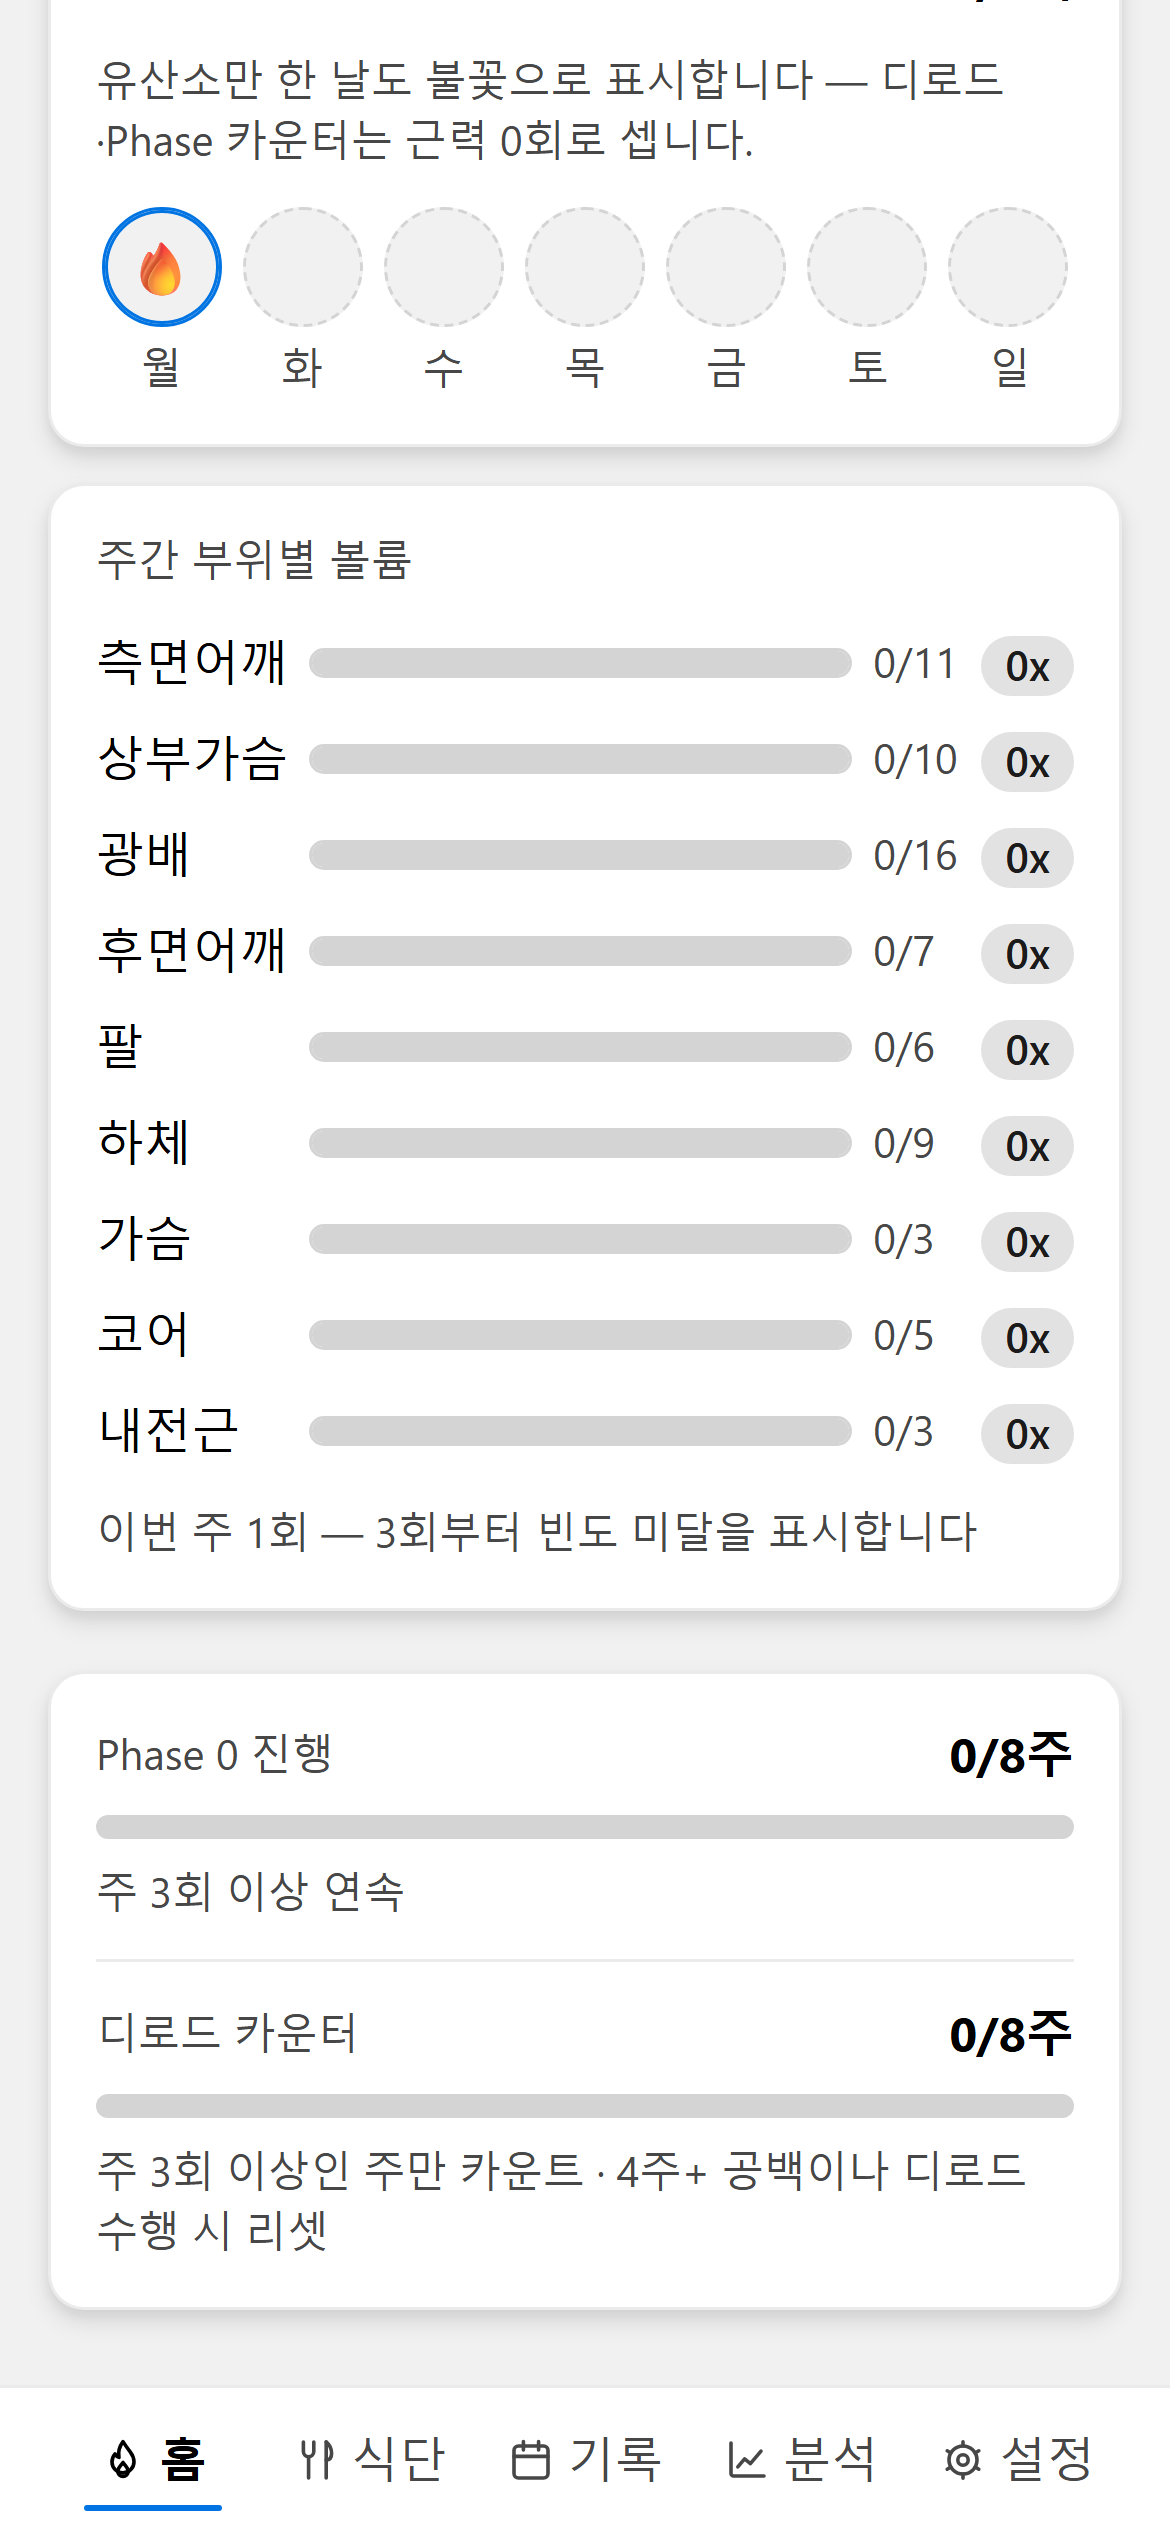 유산소만 한 날도 불꽃으로 표시합니다 — 디로드
·Phase 카운터는 근력 0회로 셉니다.
월 화 수 목 금 토 일
주간 부위별 볼륨
측면어깨 0/11 0x
상부가슴 0/10 0x
광배 0/16 0x
후면어깨 0/7 0x
팔 0/6 0x
하체 0/9 0x
가슴 0/3 0x
코어 0/5 0x
내전근 0/3 0x
이번 주 1회 — 3회부터 빈도 미달을 표시합니다
Phase 0 진행 0/8주
주 3회 이상 연속
디로드 카운터 0/8주
주 3회 이상인 주만 카운트 · 4주+ 공백이나 디로드
수행 시 리셋
홈 식단 기록 분석 설정